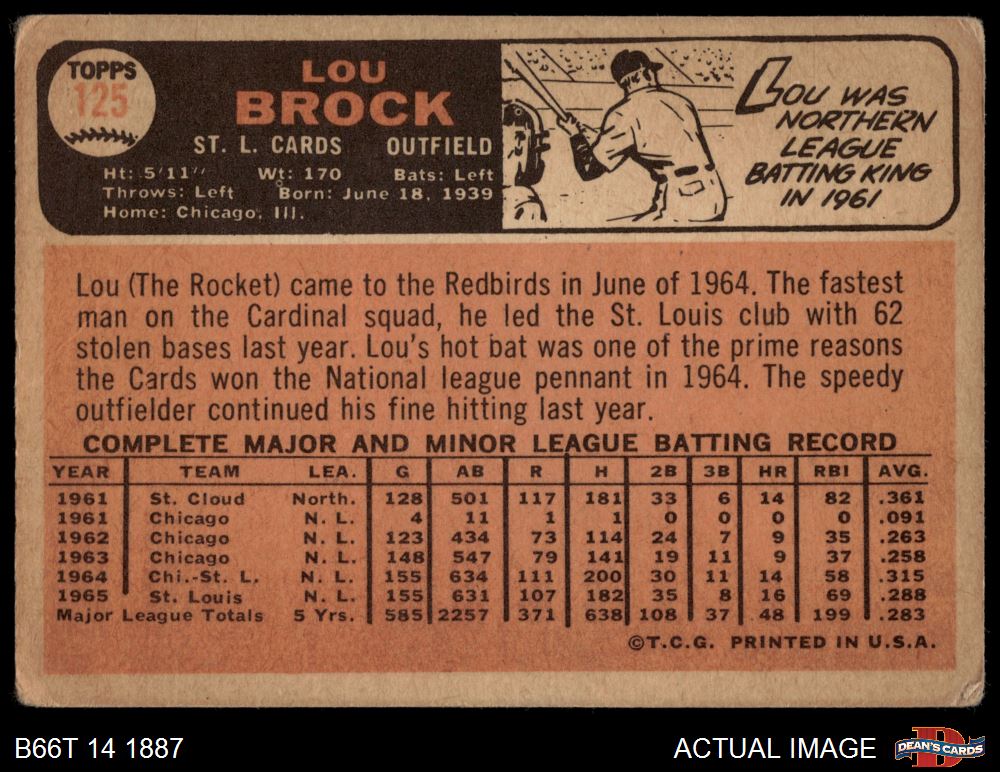 TOPPS
125
LOU
BROCK
ST. L. CARDS OUTFIELD
Ht: 5'11" Wt: 170 Bats: Left
Throws: Left Born: June 18, 1939
Home: Chicago, Ill.
LOU WAS
NORTHERN
LEAGUE
BATTING KING
IN 1961
Lou (The Rocket) came to the Redbirds in June of 1964. The fastest
man on the Cardinal squad, he led the St. Louis club with 62
stolen bases last year. Lou's hot bat was one of the prime reasons
the Cards won the National league pennant in 1964. The speedy
outfielder continued his fine hitting last year.
COMPLETE MAJOR AND MINOR LEAGUE BATTING RECORD
YEAR TEAM LEA. G AB R H 2B 3B HR RBI AVG.
1961 St. Cloud North. 128 501 117 181 33 6 14 82 .361
1961 Chicago N. L. 4 11 1 1 0 0 0 0 .091
1962 Chicago N. L. 123 434 73 114 24 7 9 35 .263
1963 Chicago N. L. 148 547 79 141 19 11 9 37 .258
1964 Chi.-St. L. N. L. 155 634 111 200 30 11 14 58 .315
1965 St. Louis N. L. 155 631 107 182 35 8 16 69 .288
Major League Totals 5 Yrs. 585 2257 371 638 108 37 48 199 .283
©T.C.G. PRINTED IN U.S.A.
B66T 14 1887 ACTUAL IMAGE
D
DEAN'S CARDS